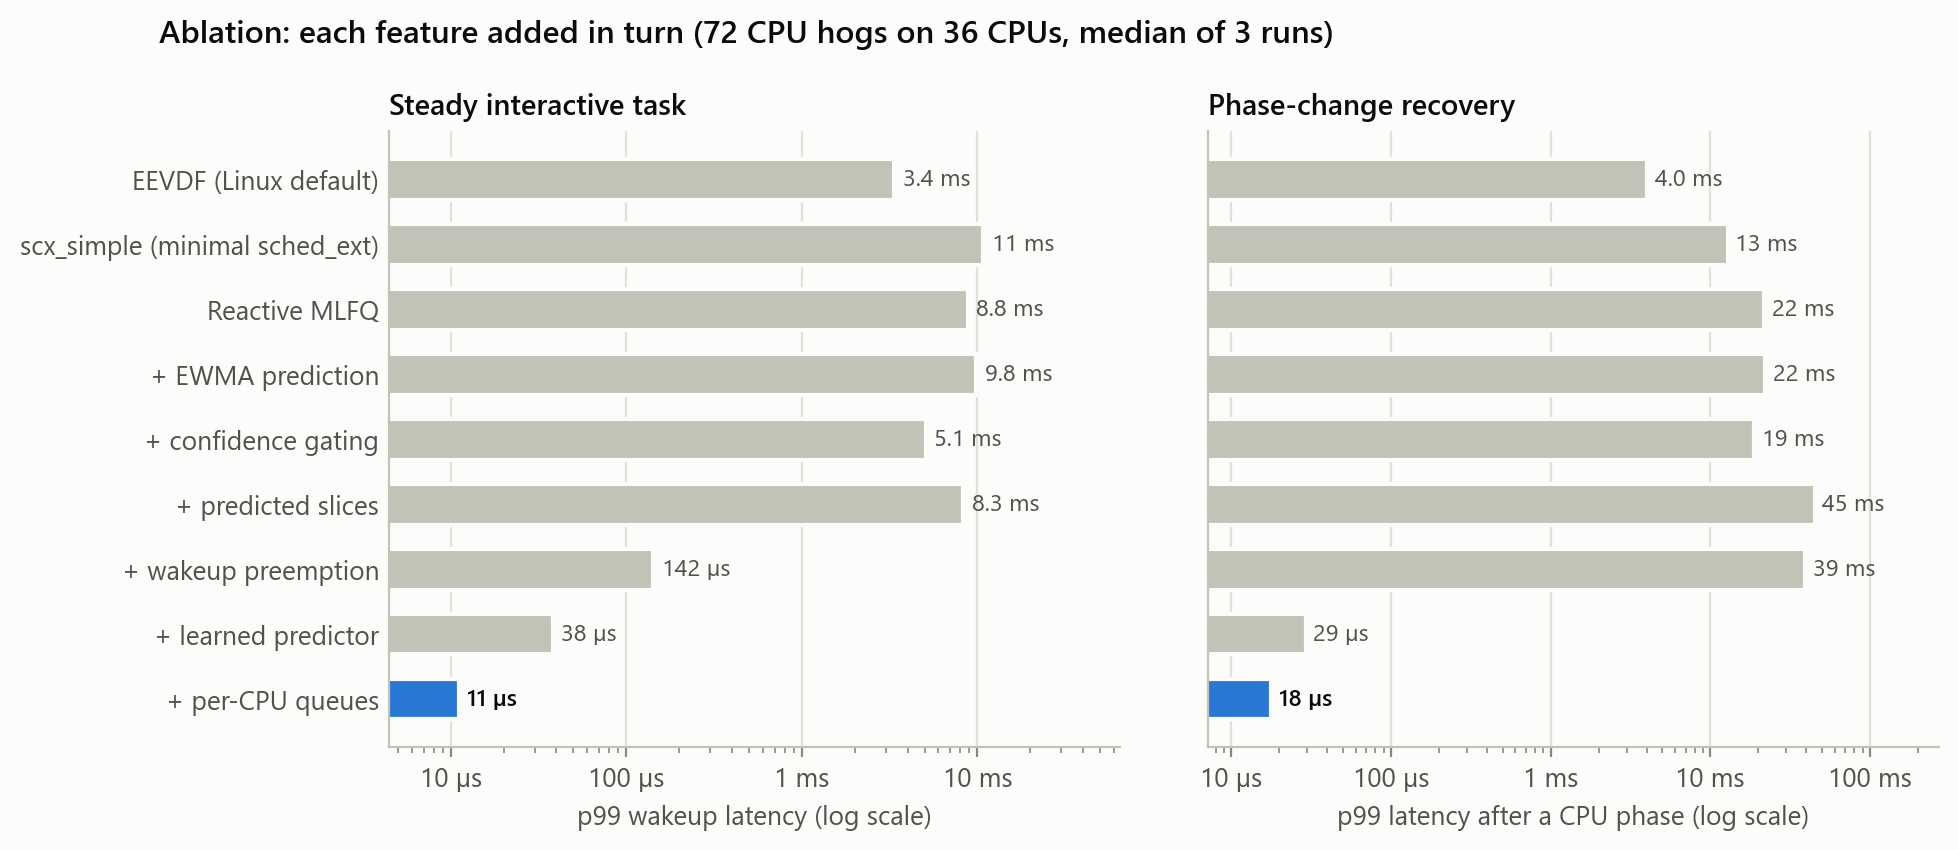 Ablation: each feature added in turn (72 CPU hogs on 36 CPUs, median of 3 runs)
Steady interactive task
EEVDF (Linux default)
3.4 ms
scx_simple (minimal sched_ext)
11 ms
Reactive MLFQ
8.8 ms
+ EWMA prediction
9.8 ms
+ confidence gating
5.1 ms
+ predicted slices
8.3 ms
+ wakeup preemption
142 µs
+ learned predictor
38 µs
+ per-CPU queues
11 µs
10 µs
100 µs
1 ms
10 ms
p99 wakeup latency (log scale)
Phase-change recovery
4.0 ms
13 ms
22 ms
22 ms
19 ms
45 ms
39 ms
29 µs
18 µs
10 µs
100 µs
1 ms
10 ms
100 ms
p99 latency after a CPU phase (log scale)